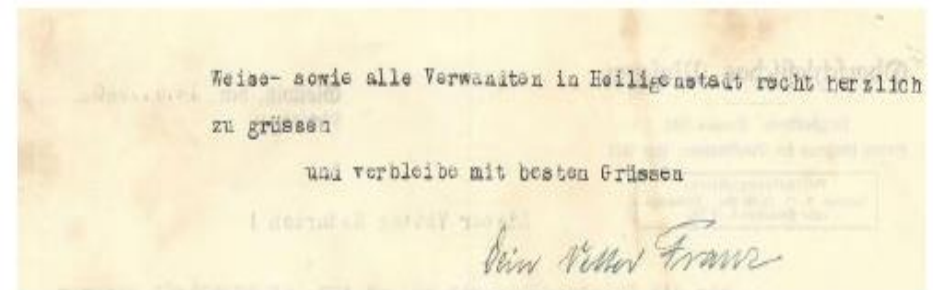 Weise- sowie alle Verwandten in Heiligenstadt recht herzlich
zu grüssen
und verbleibe mit besten Grüssen
Dein Vetter Franz